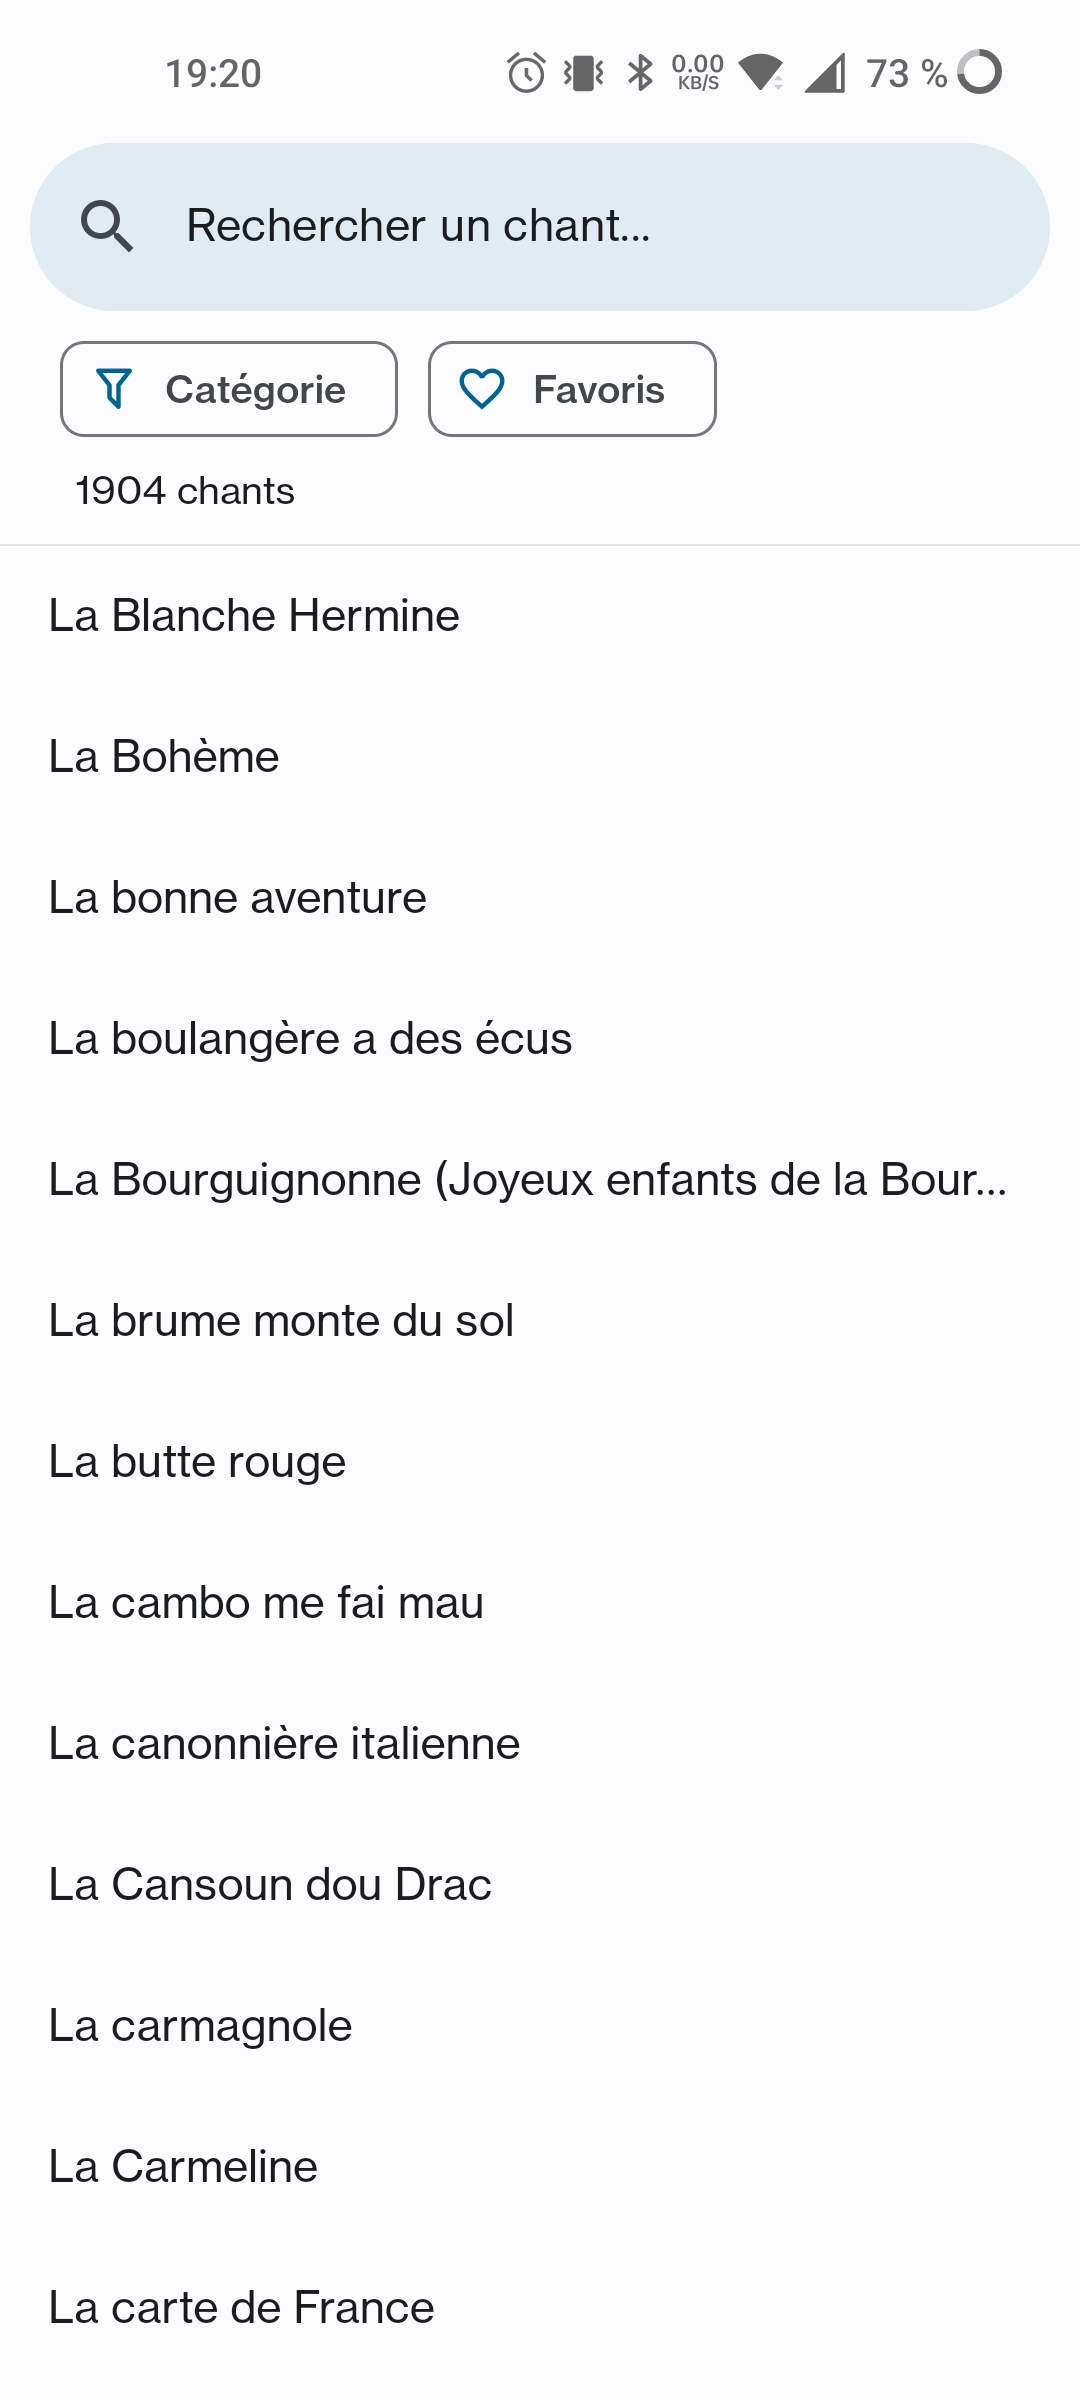 19:20
0.00
KB/S
73 %
Rechercher un chant...
Catégorie
Favoris
1904 chants
La Blanche Hermine
La Bohème
La bonne aventure
La boulangère a des écus
La Bourguignonne (Joyeux enfants de la Bour...
La brume monte du sol
La butte rouge
La cambo me fai mau
La canonnière italienne
La Cansoun dou Drac
La carmagnole
La Carmeline
La carte de France